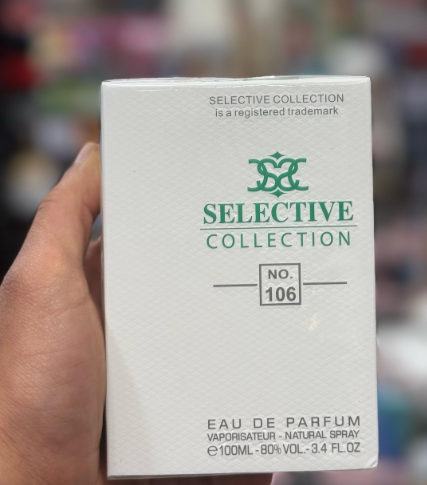 SELECTIVE COLLECTION
is a registered trademark
SELECTIVE
COLLECTION
NO.
106
EAU DE PARFUM
VAPORISATEUR - NATURAL SPRAY
℮100ML - 80% VOL. - 3.4 FL.OZ